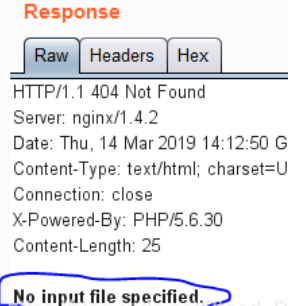 Response
Raw Headers Hex
HTTP/1.1 404 Not Found
Server: nginx/1.4.2
Date: Thu, 14 Mar 2019 14:12:50 G
Content-Type: text/html; charset=U
Connection: close
X-Powered-By: PHP/5.6.30
Content-Length: 25
No input file specified.